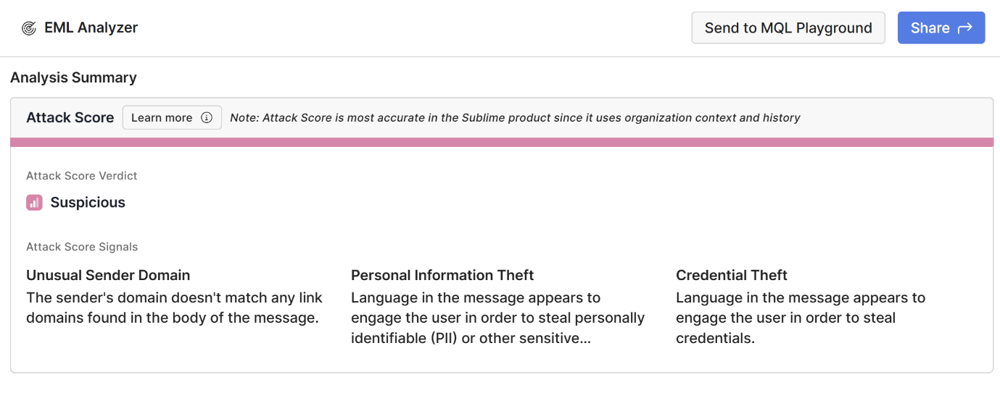 EML Analyzer
Send to MQL Playground
Share
Analysis Summary
Attack Score
Learn more
Note: Attack Score is most accurate in the Sublime product since it uses organization context and history
Attack Score Verdict
Suspicious
Attack Score Signals
Unusual Sender Domain
The sender's domain doesn't match any link
domains found in the body of the message.
Personal Information Theft
Language in the message appears to
engage the user in order to steal personally
identifiable (PII) or other sensitive...
Credential Theft
Language in the message appears to
engage the user in order to steal
credentials.